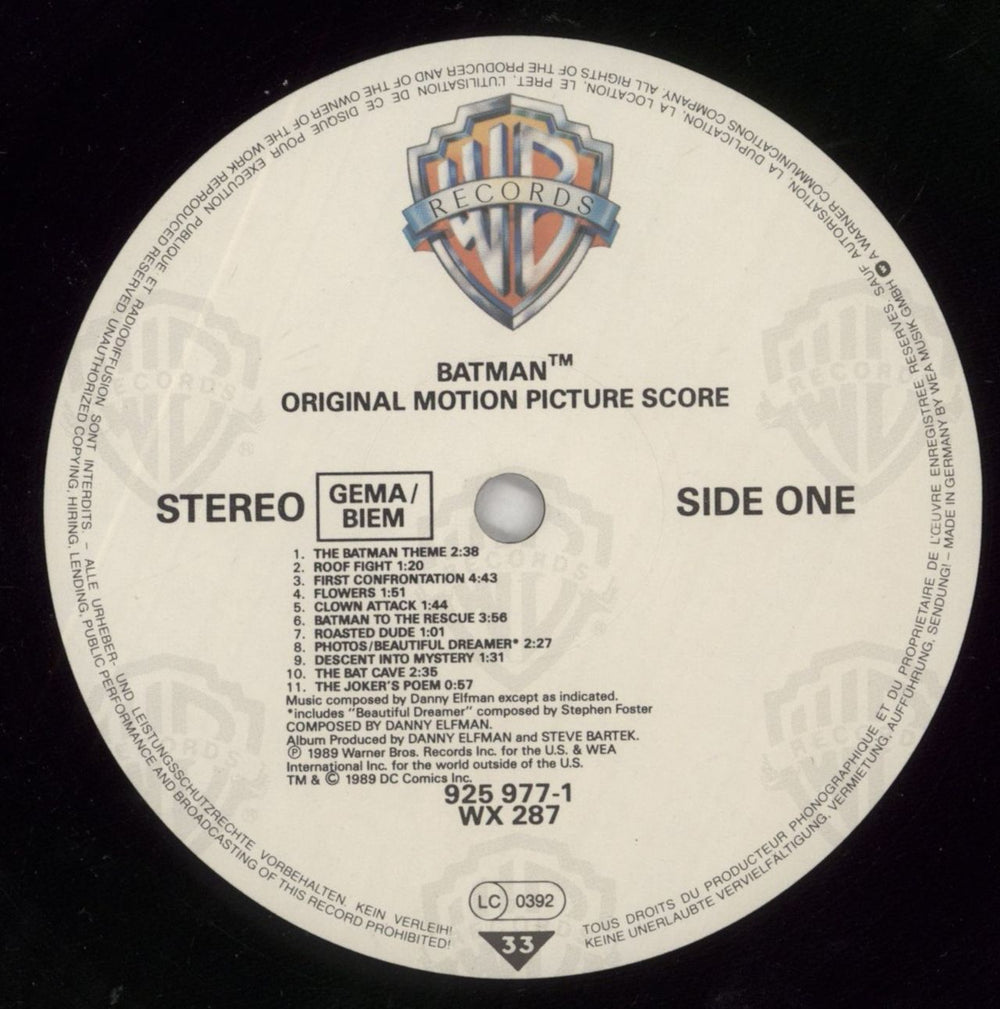 WB
RECORDS
BATMAN™
ORIGINAL MOTION PICTURE SCORE
STEREO
GEMA/
BIEM
SIDE ONE
1. THE BATMAN THEME 2:38
2. ROOF FIGHT 1:20
3. FIRST CONFRONTATION 4:43
4. FLOWERS 1:51
5. CLOWN ATTACK 1:44
6. BATMAN TO THE RESCUE 3:56
7. ROASTED DUDE 1:01
8. PHOTOS/BEAUTIFUL DREAMER* 2:27
9. DESCENT INTO MYSTERY 1:31
10. THE BAT CAVE 2:35
11. THE JOKER'S POEM 0:57
Music composed by Danny Elfman except as indicated.
*includes "Beautiful Dreamer" composed by Stephen Foster
COMPOSED BY DANNY ELFMAN.
Album Produced by DANNY ELFMAN and STEVE BARTEK.
Ⓟ 1989 Warner Bros. Records Inc. for the U.S. & WEA
International Inc. for the world outside of the U.S.
TM & © 1989 DC Comics Inc.
925 977-1
WX 287
LC 0392
33
TOUS DROITS DU PRODUCTEUR PHONOGRAPHIQUE ET DU PROPRIETAIRE DE L'ŒUVRE ENREGISTREE RESERVES. SAUF AUTORISATION, LA DUPLICATION, LA LOCATION, LE PRET, L'UTILISATION DE CE DISQUE POUR EXECUTION PUBLIQUE ET RADIODIFFUSION SONT INTERDITS – ALLE URHEBER- UND LEISTUNGSSCHUTZRECHTE VORBEHALTEN. KEIN VERLEIH!
KEINE UNERLAUBTE VERVIELFÄLTIGUNG, VERMIETUNG, AUFFÜHRUNG, SENDUNG! – MADE IN GERMANY BY WEA MUSIK GMBH A WARNER COMMUNICATIONS COMPANY. ALL RIGHTS OF THE PRODUCER AND OF THE OWNER OF THE WORK REPRODUCED RESERVED. UNAUTHORIZED COPYING, HIRING, LENDING, PUBLIC PERFORMANCE AND BROADCASTING OF THIS RECORD PROHIBITED!